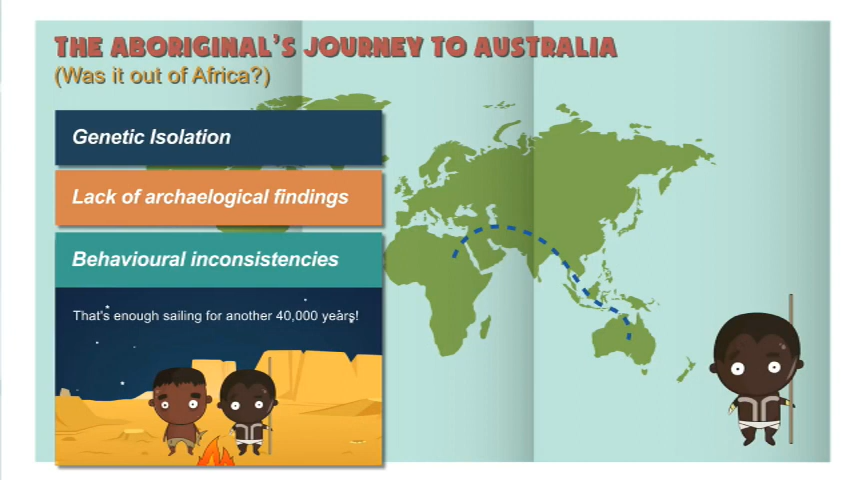 THE ABORIGINAL'S JOURNEY TO AUSTRALIA
(Was it out of Africa?)
Genetic Isolation
Lack of archaelogical findings
Behavioural inconsistencies
That's enough sailing for another 40,000 years!